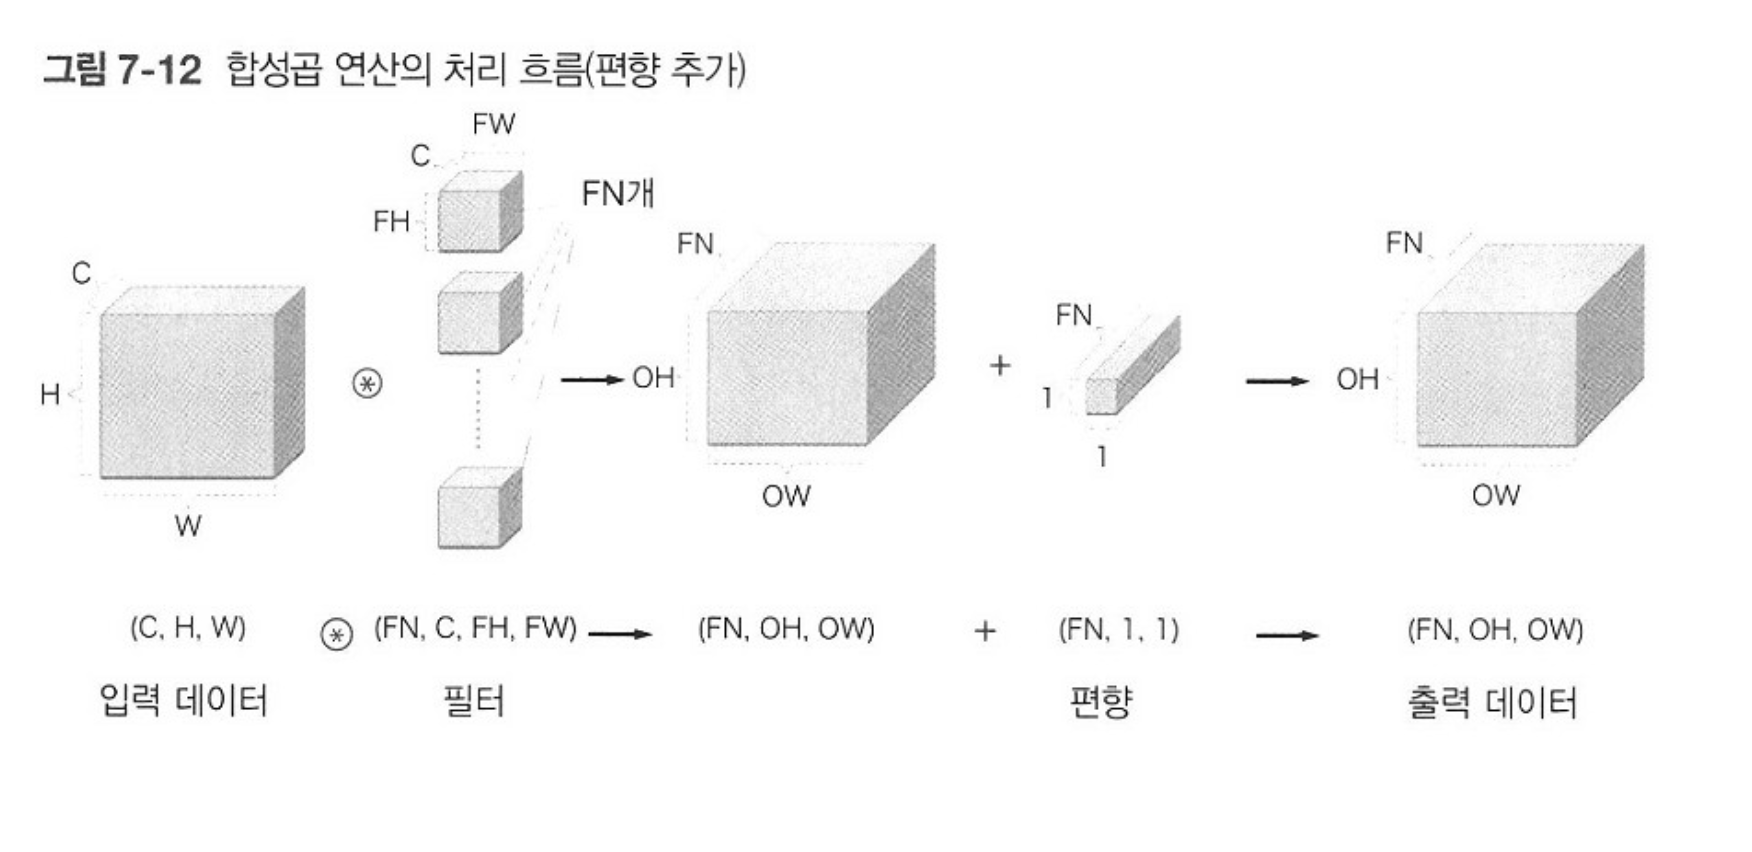 그림 7-12 합성곱 연산의 처리 흐름(편향 추가)
FW
C
FH
FN개
C
H
W
⊛
FN
OH
OW
+
FN
1
1
FN
OH
OW
(C, H, W) ⊛ (FN, C, FH, FW) → (FN, OH, OW) + (FN, 1, 1) → (FN, OH, OW)
입력 데이터 필터 편향 출력 데이터